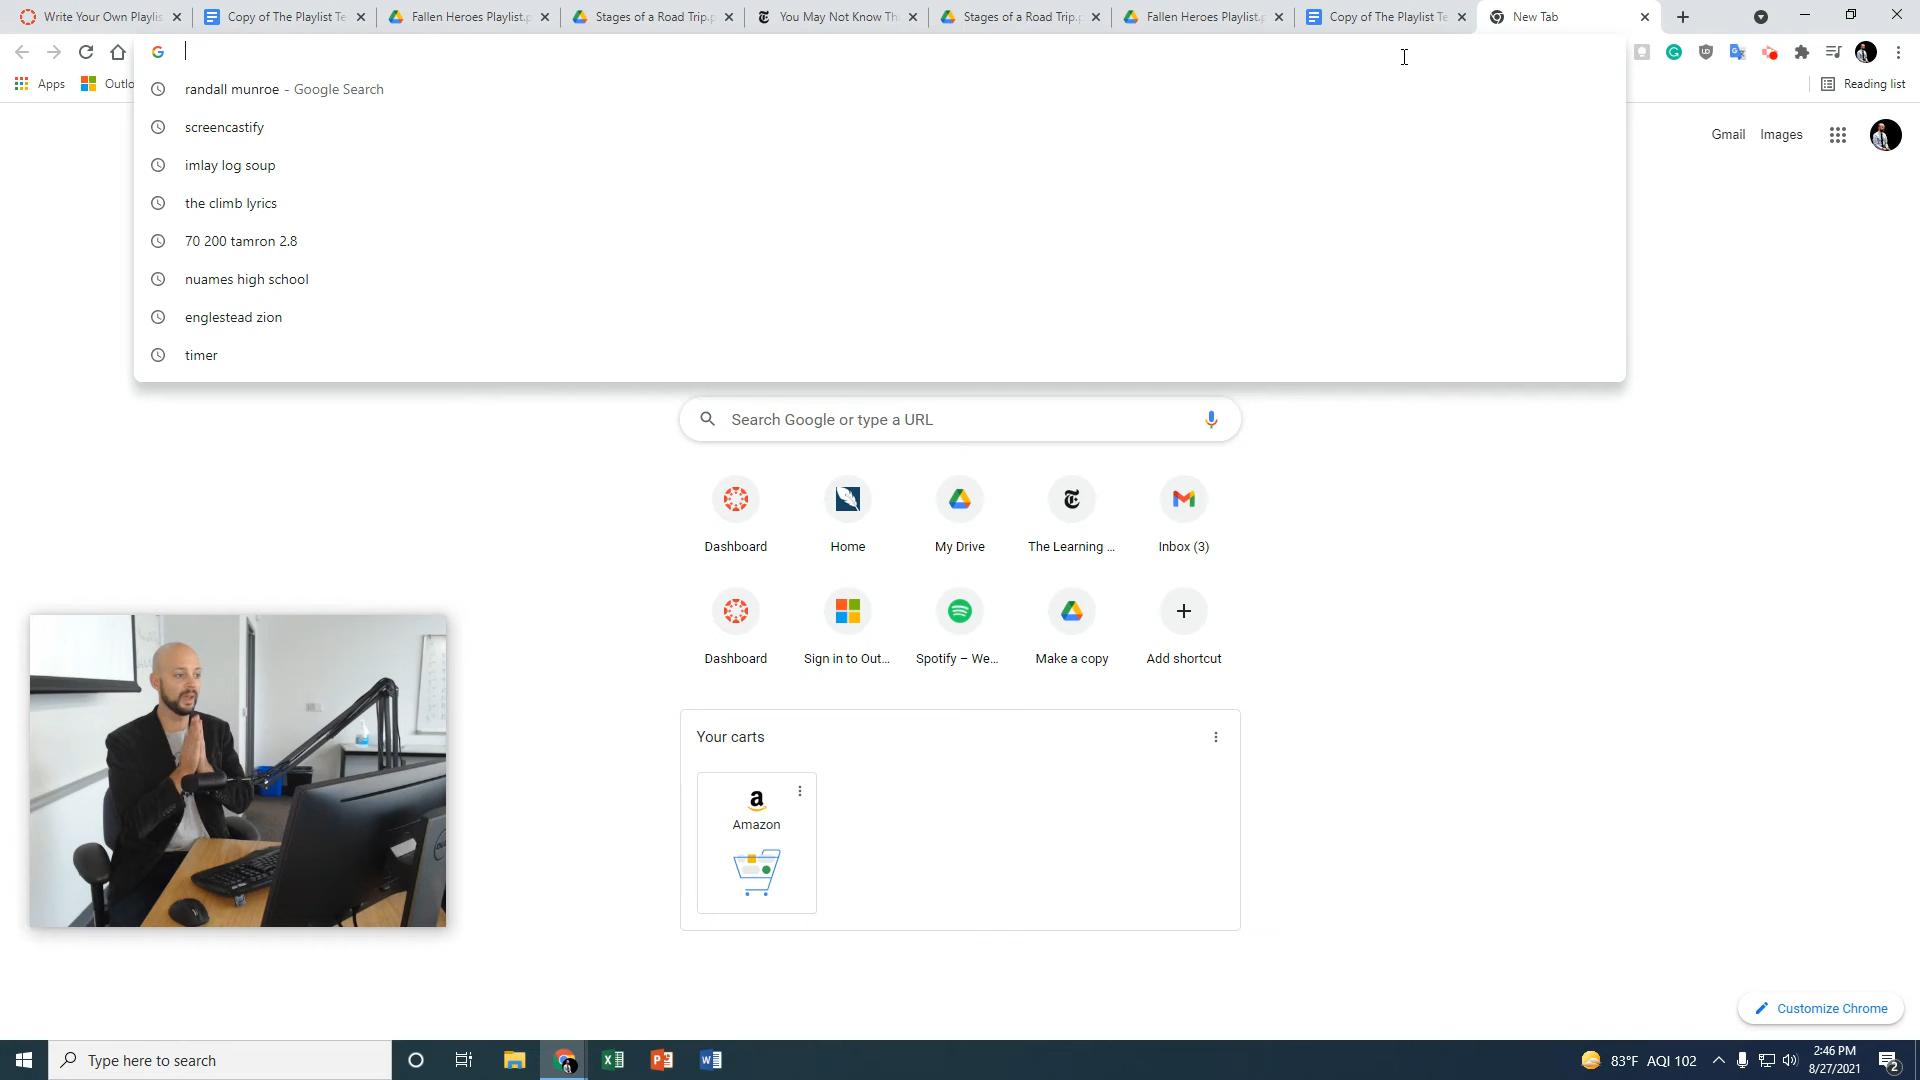 Write Your Own Playlis
Copy of The Playlist Te
Fallen Heroes Playlist.p
Stages of a Road Trip.p
You May Not Know Th
Stages of a Road Trip.p
Fallen Heroes Playlist.p
Copy of The Playlist Te
New Tab
Apps
Outlo
Reading list
randall munroe - Google Search
screencastify
imlay log soup
the climb lyrics
70 200 tamron 2.8
nuames high school
englestead zion
timer
Gmail
Images
Search Google or type a URL
Dashboard
Home
My Drive
The Learning ...
Inbox (3)
Dashboard
Sign in to Out...
Spotify – We...
Make a copy
Add shortcut
Your carts
a
Amazon
Customize Chrome
Type here to search
83°F AQI 102
2:46 PM
8/27/2021
2